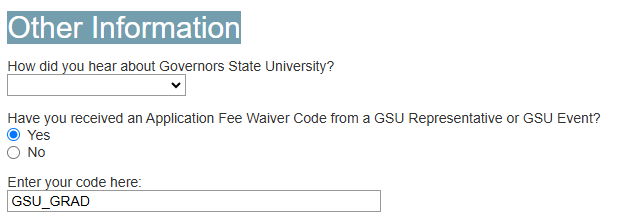 Other Information
How did you hear about Governors State University?
Have you received an Application Fee Waiver Code from a GSU Representative or GSU Event?
Yes
No
Enter your code here:
GSU_GRAD